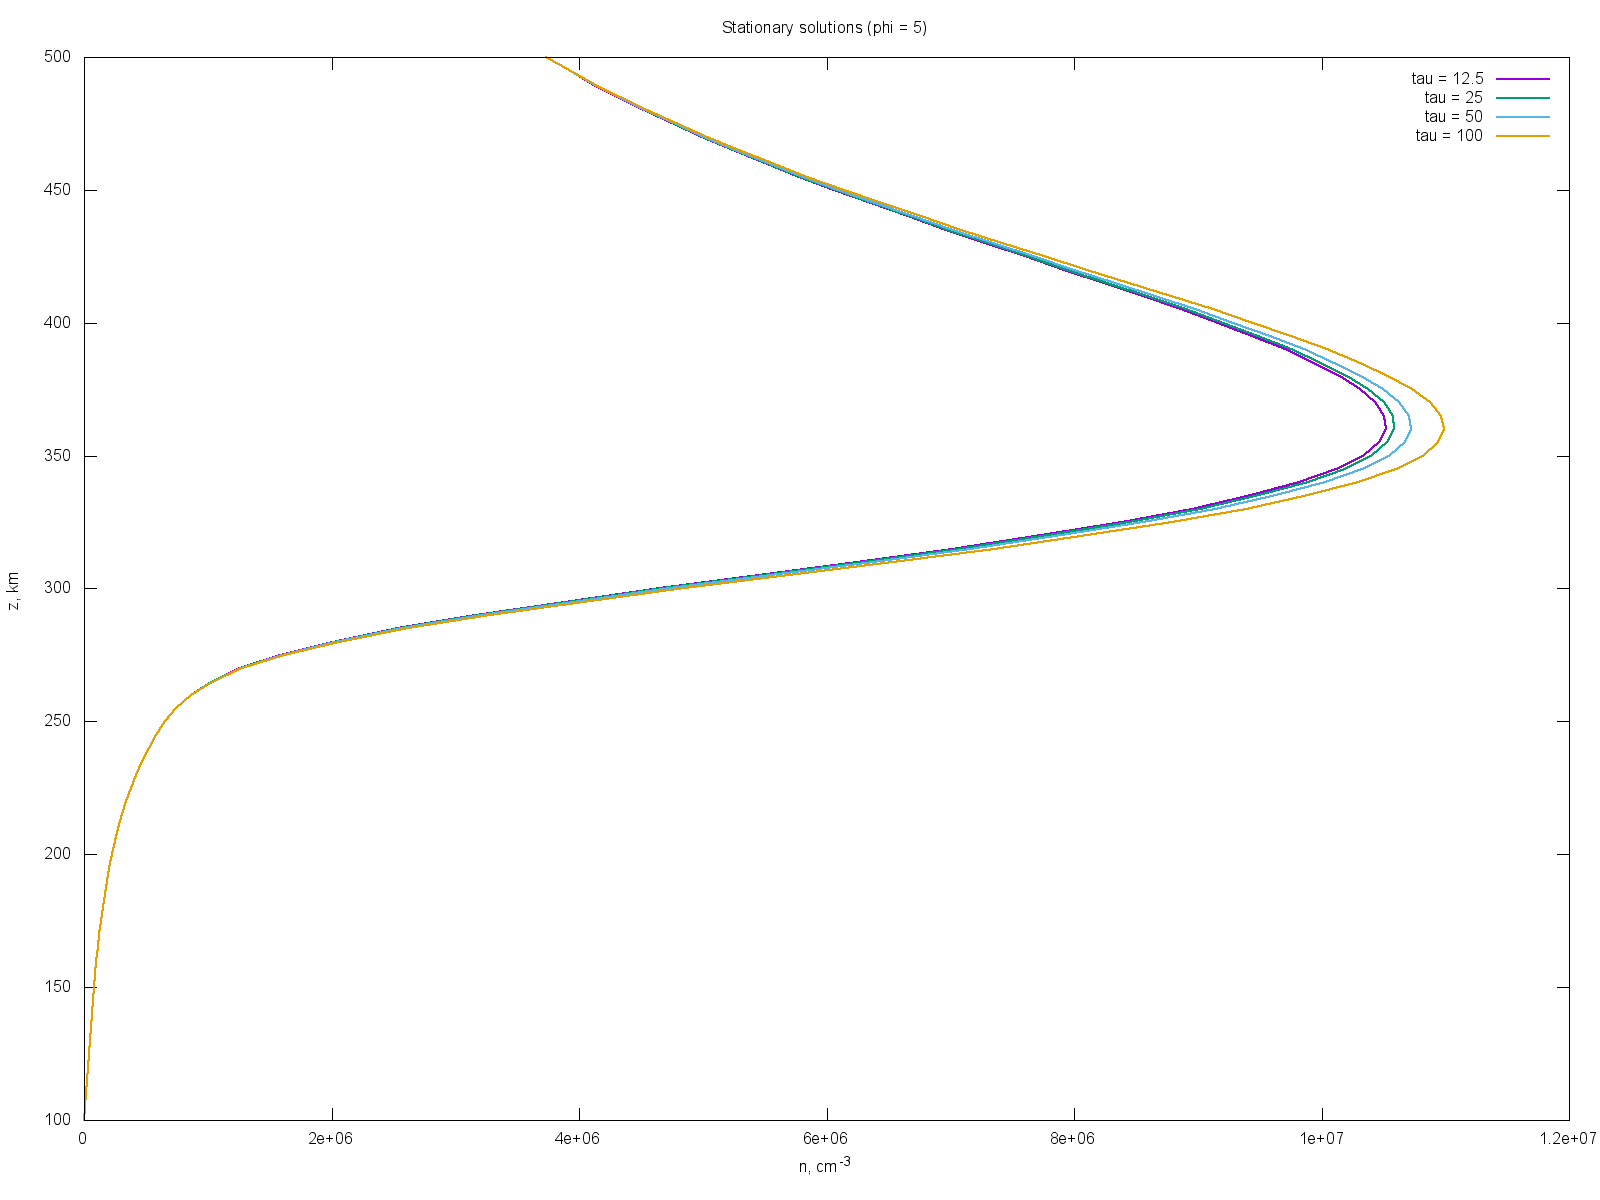 Stationary solutions (phi = 5)
tau = 12.5
tau = 25
tau = 50
tau = 100
500
450
400
350
300
250
200
150
100
z, km
0
2e+06
4e+06
6e+06
8e+06
1e+07
1.2e+07
n, cm-3